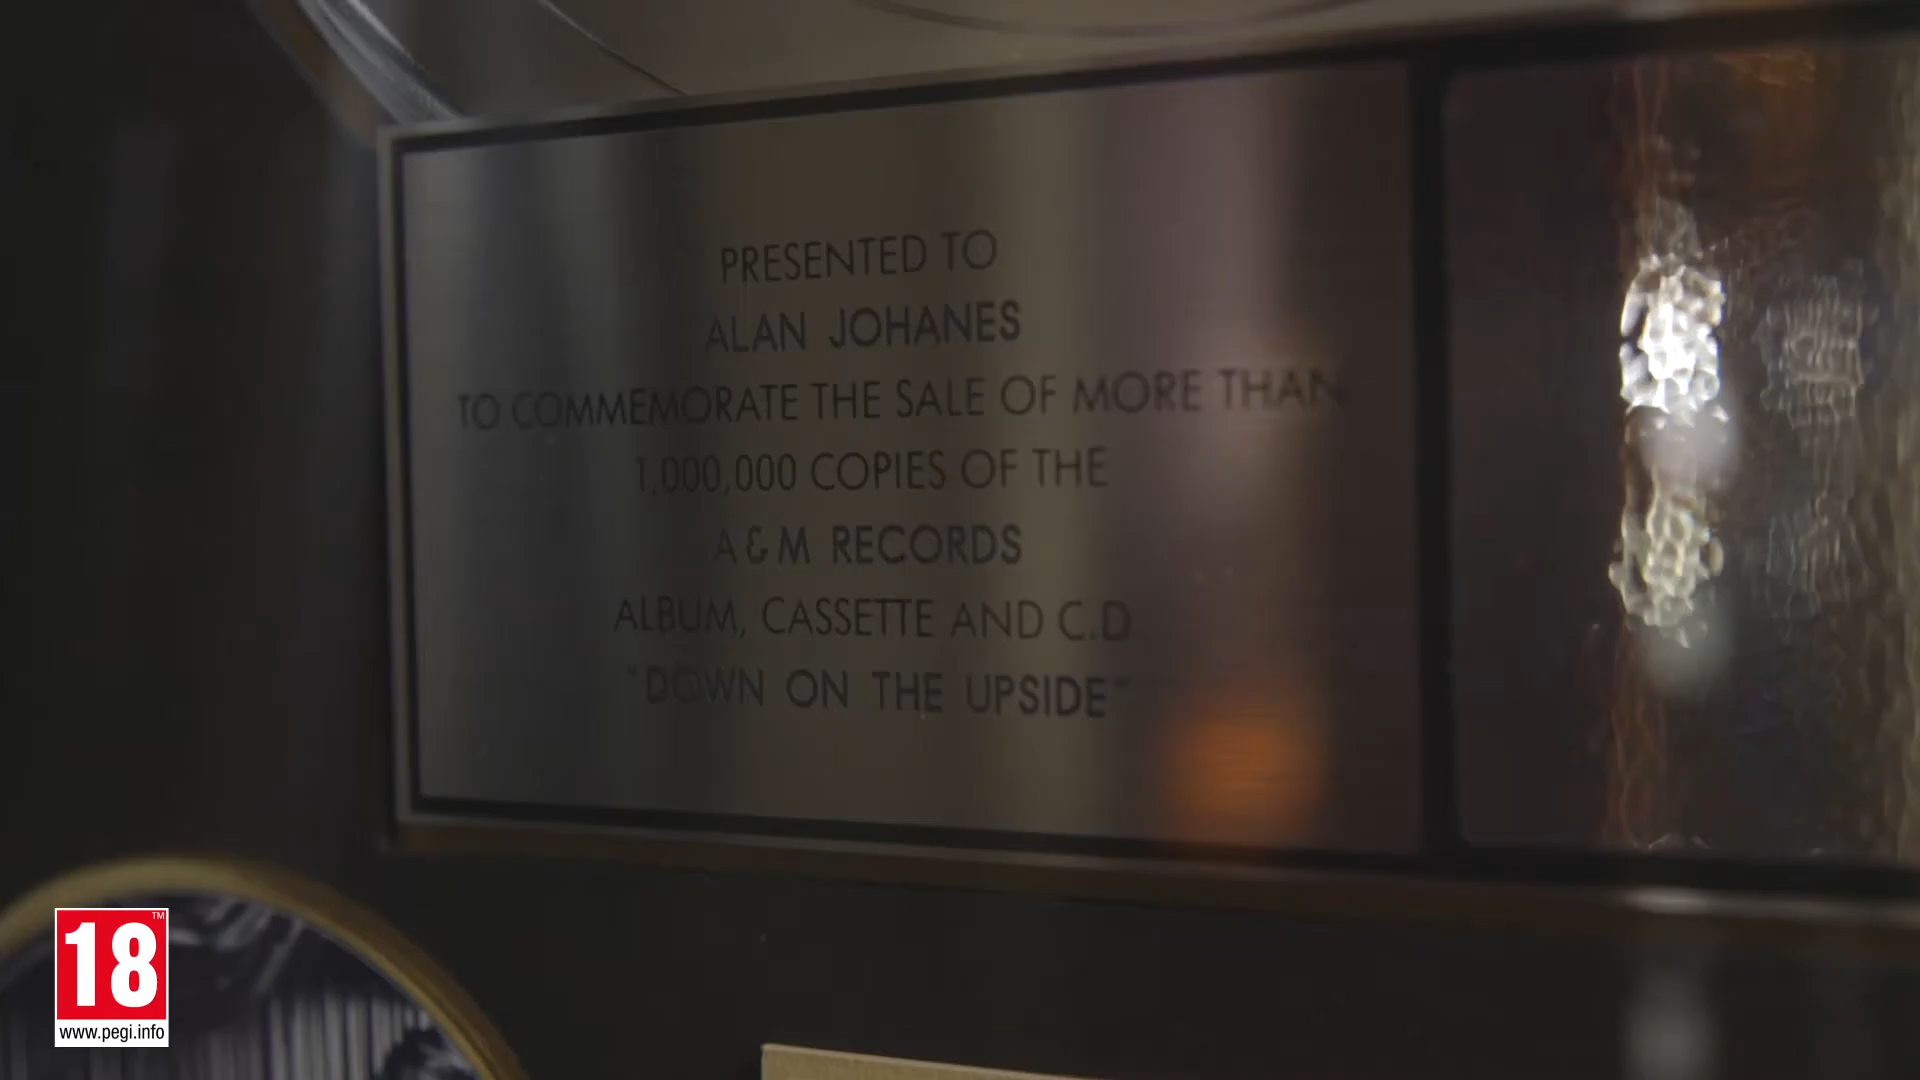 PRESENTED TO
ALAN JOHANES
TO COMMEMORATE THE SALE OF MORE THAN
1,000,000 COPIES OF THE
A&M RECORDS
ALBUM, CASSETTE AND C.D.
"DOWN ON THE UPSIDE"
18™
www.pegi.info